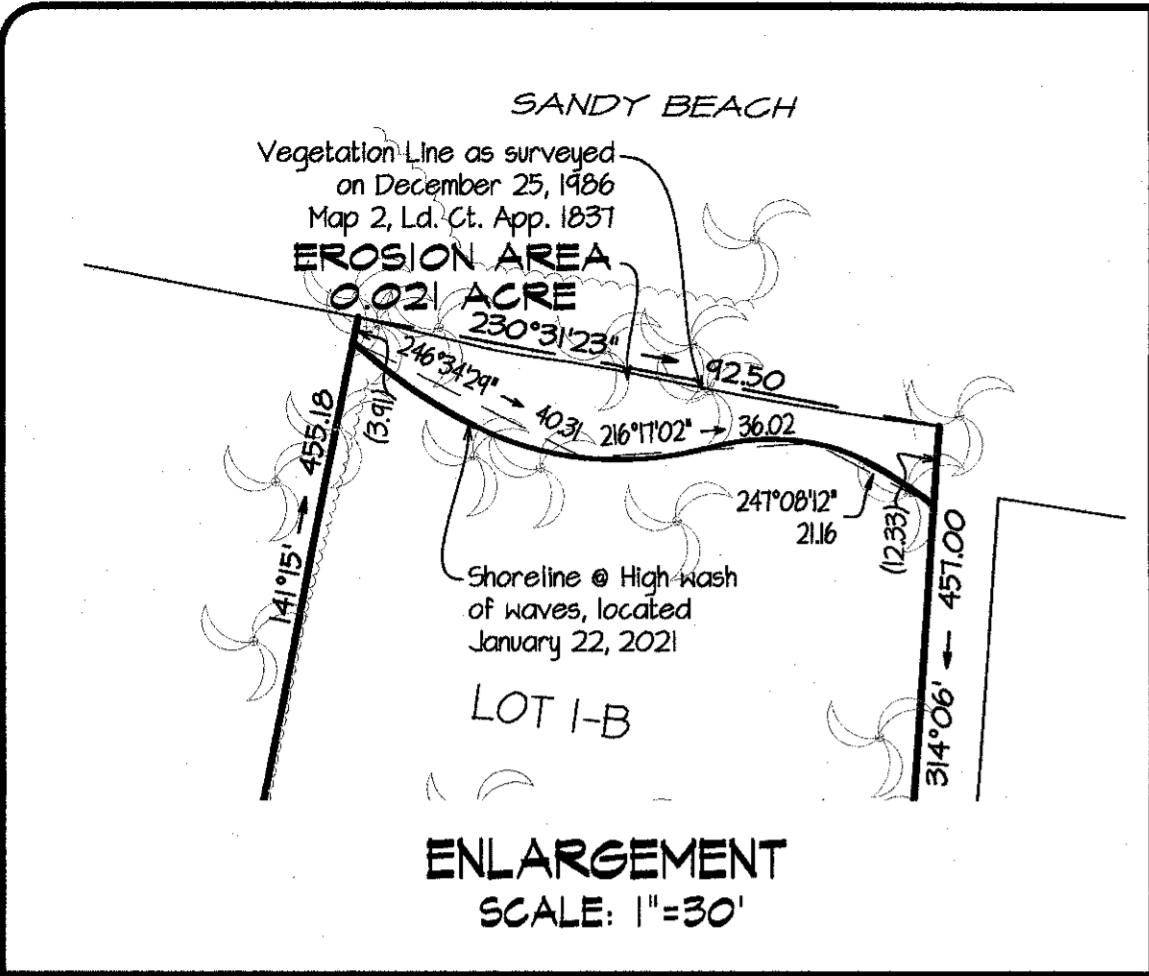 SANDY BEACH
Vegetation Line as surveyed
on December 25, 1986
Map 2, Ld. Ct. App. 1837
EROSION AREA
0.021 ACRE
230°31'23" → 92.50
246°34'29" → 40.31
216°17'02" → 36.02
247°08'12"
21.16
(3.91)
(12.33)
141°15' → 455.18
314°06' ← 457.00
Shoreline @ High wash
of waves, located
January 22, 2021
LOT 1-B
ENLARGEMENT
SCALE: 1"=30'